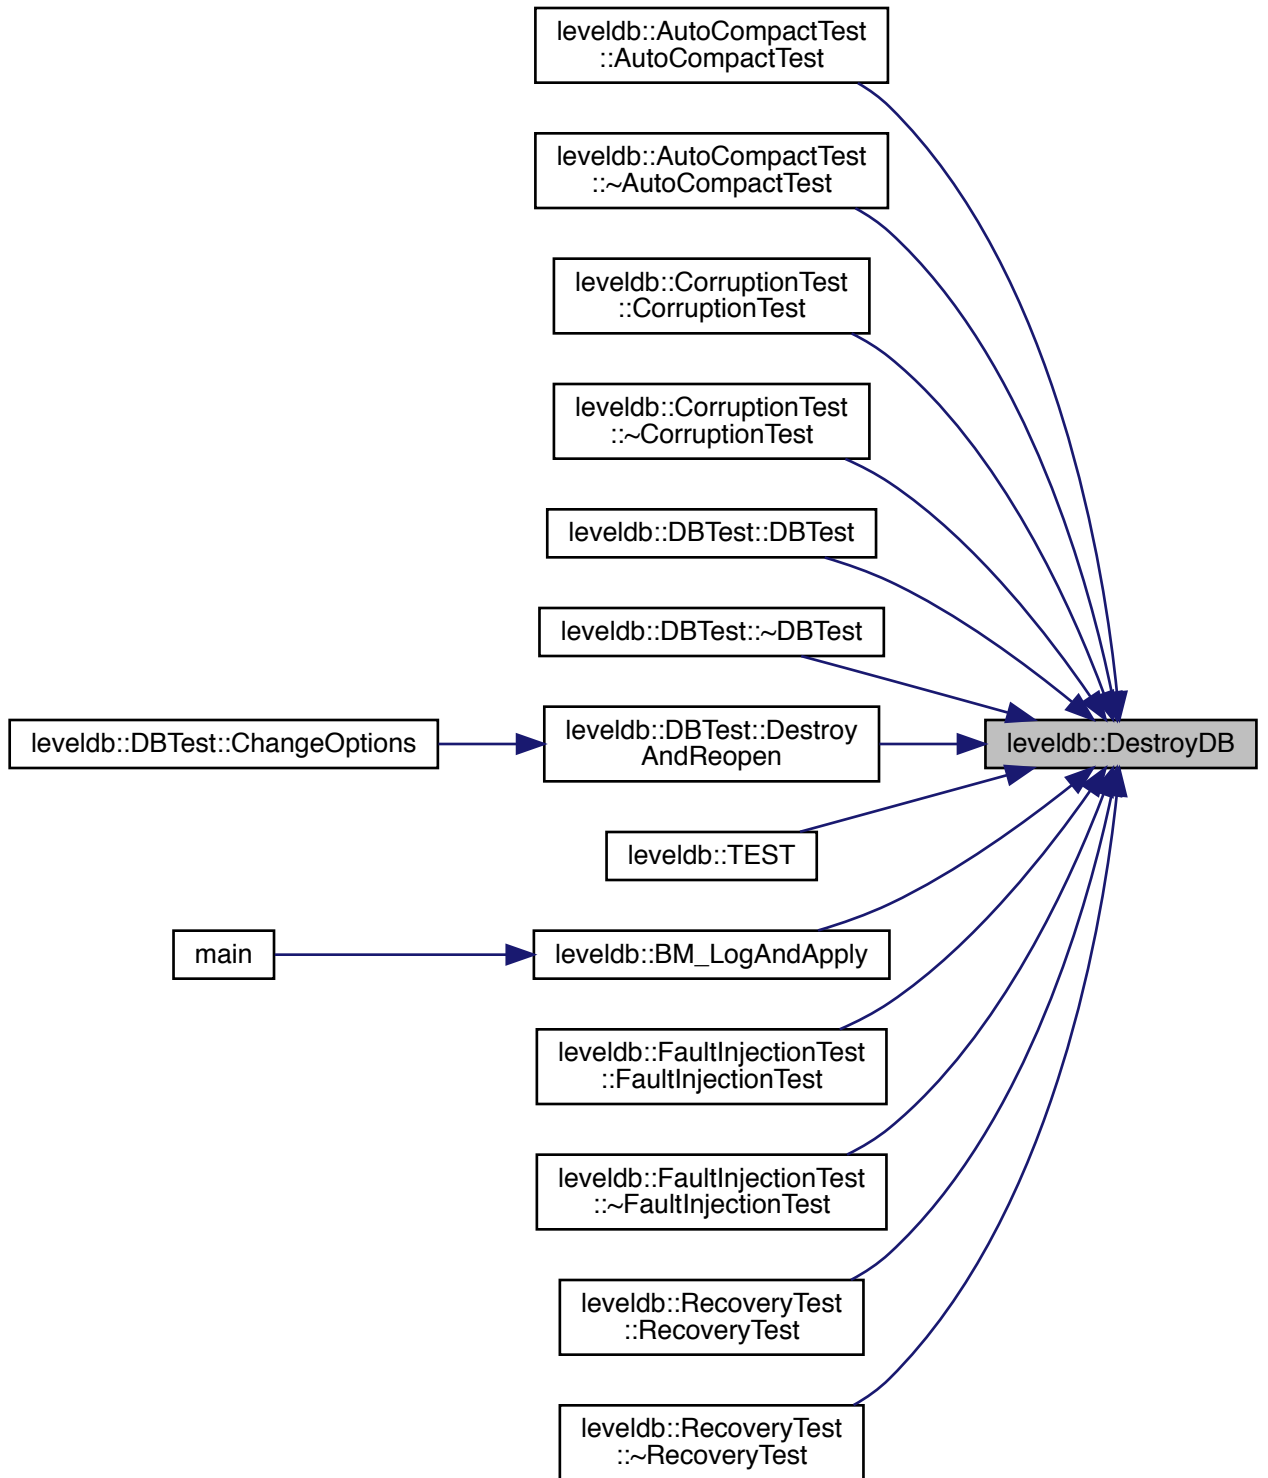 leveldb::AutoCompactTest
::AutoCompactTest
leveldb::AutoCompactTest
::~AutoCompactTest
leveldb::CorruptionTest
::CorruptionTest
leveldb::CorruptionTest
::~CorruptionTest
leveldb::DBTest::DBTest
leveldb::DBTest::~DBTest
leveldb::DBTest::ChangeOptions
leveldb::DBTest::Destroy
AndReopen
leveldb::DestroyDB
leveldb::TEST
main
leveldb::BM_LogAndApply
leveldb::FaultInjectionTest
::FaultInjectionTest
leveldb::FaultInjectionTest
::~FaultInjectionTest
leveldb::RecoveryTest
::RecoveryTest
leveldb::RecoveryTest
::~RecoveryTest